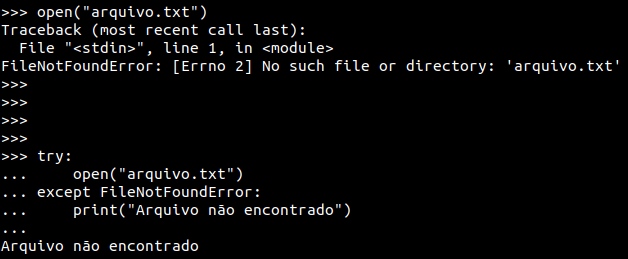 >>> open("arquivo.txt")
Traceback (most recent call last):
  File "<stdin>", line 1, in <module>
FileNotFoundError: [Errno 2] No such file or directory: 'arquivo.txt'
>>>
>>>
>>>
>>>
>>> try:
...     open("arquivo.txt")
... except FileNotFoundError:
...     print("Arquivo não encontrado")
...
Arquivo não encontrado